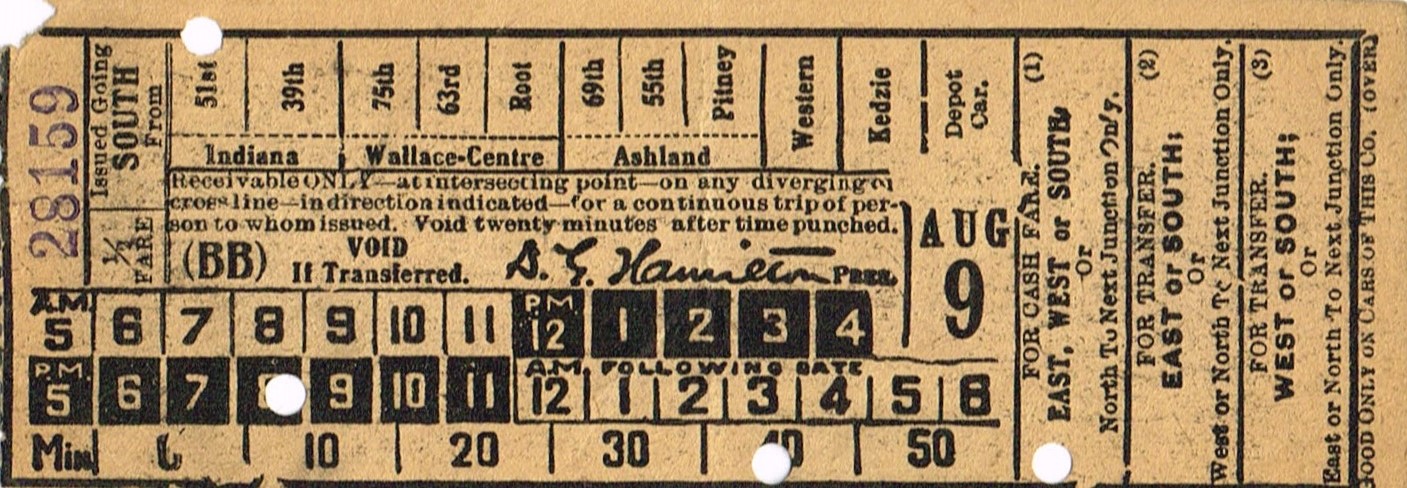 28159
Issued Going
SOUTH
From
½
FARE
51st 39th 75th 63rd Root 69th 55th Pitney Western Kedzie Depot Car.
Indiana Wallace-Centre Ashland
Receivable ONLY—at intersecting point—on any diverging or
cross line—in direction indicated—for a continuous trip of per-
son to whom issued. Void twenty minutes after time punched.
(BB) VOID
If Transferred.
Hamilton PRES.
AUG
9
A.M. 5 6 7 8 9 10 11 P.M. 12 1 2 3 4
P.M. 5 6 7 8 9 10 11 A.M. FOLLOWING DATE 12 1 2 3 4 5 6
Min 10 20 30 40 50
(1)
FOR CASH FARE.
EAST, WEST or SOUTH,
Or
North To Next Junction Only.
(2)
FOR TRANSFER.
EAST or SOUTH;
Or
West or North To Next Junction Only.
(3)
FOR TRANSFER.
WEST or SOUTH;
Or
East or North To Next Junction Only.
GOOD ONLY ON CARS OF THIS CO. (OVER)